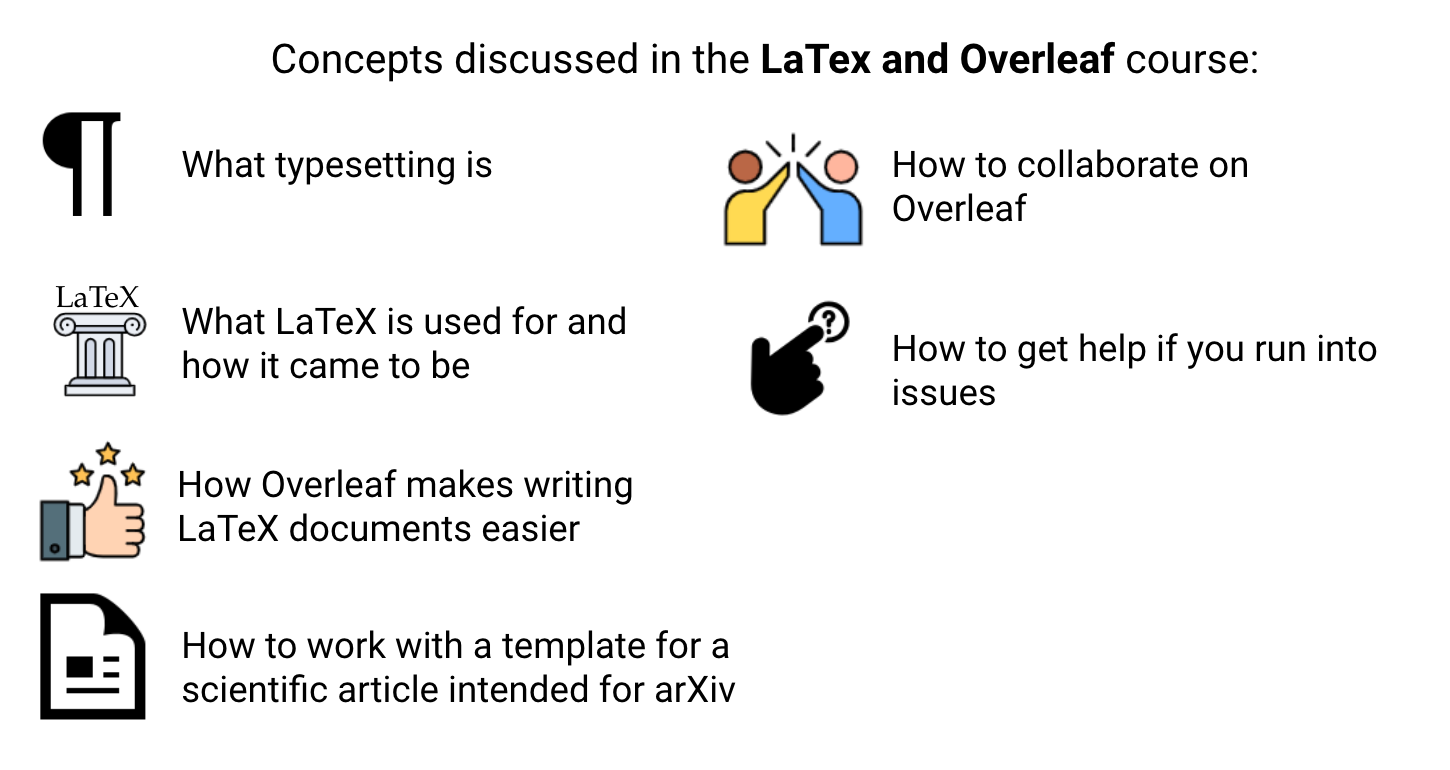 Concepts discussed in the LaTex and Overleaf course:
What typesetting is
LaTeX
What LaTeX is used for and
how it came to be
How Overleaf makes writing
LaTeX documents easier
How to work with a template for a
scientific article intended for arXiv
How to collaborate on
Overleaf
?
How to get help if you run into
issues